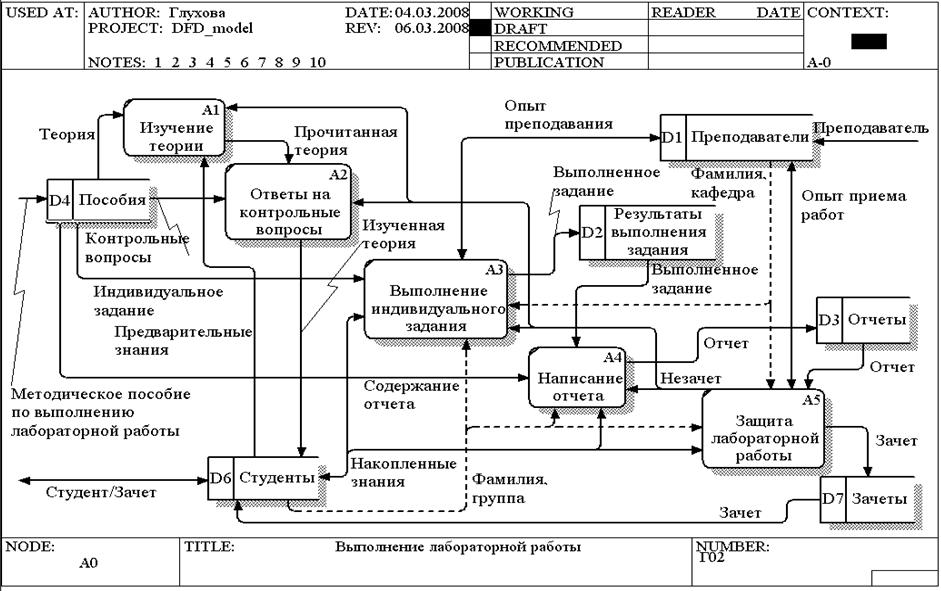 USED AT:
AUTHOR: Глухова
DATE: 04.03.2008
WORKING
READER
DATE
CONTEXT:
PROJECT: DFD_model
REV: 06.03.2008
DRAFT
RECOMMENDED
NOTES: 1 2 3 4 5 6 7 8 9 10
PUBLICATION
A-0
A1
Изучение
теории
Теория
Прочитанная
теория
Опыт
преподавания
D1
Преподаватели
Преподаватель
A2
Ответы на
контрольные
вопросы
D4
Пособия
Выполненное
задание
Фамилия,
кафедра
Опыт приема
работ
Контрольные
вопросы
Изученная
теория
D2
Результаты
выполнения
задания
Выполненное
задание
A3
Выполнение
индивидуального
задания
Индивидуальное
задание
Предварительные
знания
D3
Отчеты
Отчет
Отчет
A4
Написание
отчета
Незачет
Методическое пособие
по выполнению
лабораторной работы
Содержание
отчета
A5
Защита
лабораторной
работы
Зачет
Накопленные
знания
Фамилия,
группа
D6
Студенты
Студент/Зачет
D7
Зачеты
Зачет
NODE:
A0
TITLE:
Выполнение лабораторной работы
NUMBER:
Г02